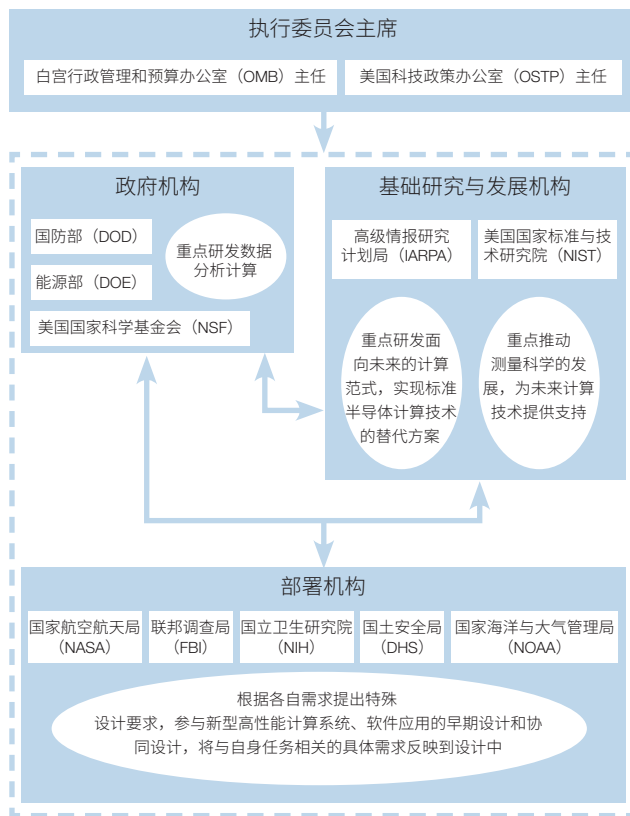 执行委员会主席
白宫行政管理和预算办公室（OMB）主任
美国科技政策办公室（OSTP）主任
政府机构
国防部（DOD）
能源部（DOE）
美国国家科学基金会（NSF）
重点研发数据
分析计算
基础研究与发展机构
高级情报研究
计划局（IARPA）
美国国家标准与技
术研究院（NIST）
重点研发面
向未来的计算
范式，实现标准
半导体计算技术
的替代方案
重点推动
测量科学的发
展，为未来计算
技术提供支持
部署机构
国家航空航天局
（NASA）
联邦调查局
（FBI）
国立卫生研究院
（NIH）
国土安全局
（DHS）
国家海洋与大气管理局
（NOAA）
根据各自需求提出特殊
设计要求，参与新型高性能计算系统、软件应用的早期设计和协
同设计，将与自身任务相关的具体需求反映到设计中